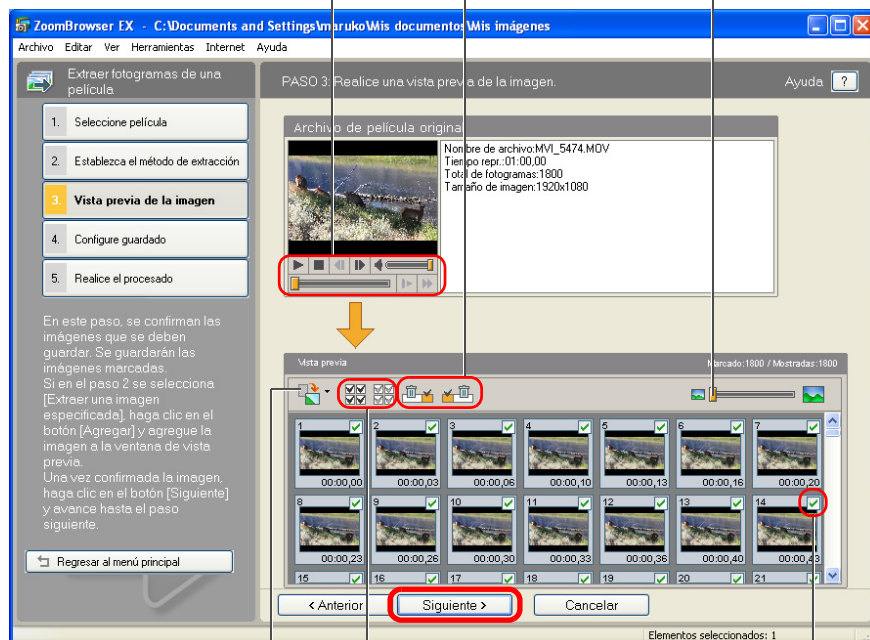 ZoomBrowser EX - C:\Documents and Settings\maruko\Mis documentos\Mis imágenes
Archivo Editar Ver Herramientas Internet Ayuda
Extraer fotogramas de una
película
1. Seleccione película
2. Establezca el método de extracción
3. Vista previa de la imagen
4. Configure guardado
5. Realice el procesado
En este paso, se confirman las
imágenes que se deben
guardar. Se guardarán las
imágenes marcadas.
Si en el paso 2 se selecciona
[Extraer una imagen
especificada], haga clic en el
botón [Agregar] y agregue la
imagen a la ventana de vista
previa.
Una vez confirmada la imagen,
haga clic en el botón [Siguiente]
y avance hasta el paso
siguiente.
Regresar al menú principal
PASO 3: Realice una vista previa de la imagen.
Ayuda ?
Archivo de película original
Nombre de archivo:MVI_5474.MOV
Tiempo repr.:01:00,00
Total de fotogramas:1800
Tamaño de imagen:1920x1080
Vista previa
Marcado:1800 / Mostradas:1800
1 2 3 4 5 6 7
00:00,00 00:00,03 00:00,06 00:00,10 00:00,13 00:00,16 00:00,20
8 9 10 11 12 13 14
00:00,23 00:00,26 00:00,30 00:00,33 00:00,36 00:00,40 00:00,43
15 16 17 18 19 20 21
< Anterior Siguiente > Cancelar
Elementos seleccionados: 1